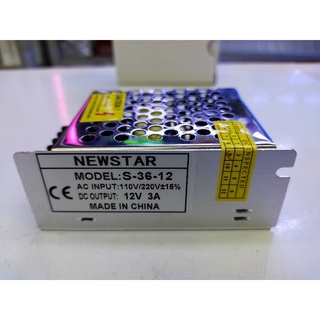 NEWSTAR
MODEL:S-36-12
AC INPUT:110V/220V±15%
DC OUTPUT: 12V 3A
MADE IN CHINA
CE